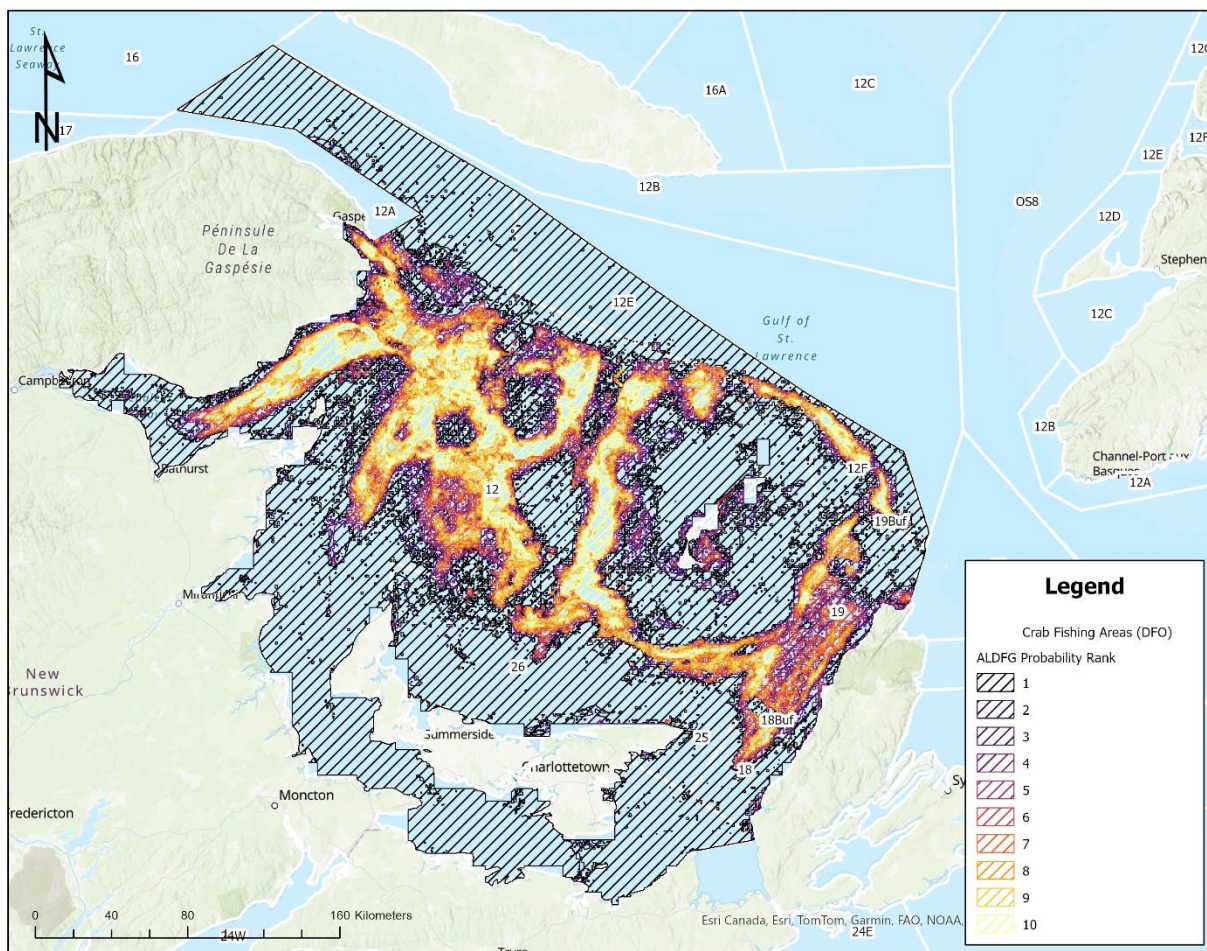 St.
Lawrence
Seaway
16
N
17
16A
12C
12C
12F
12E
12B
12A
Gaspé
Péninsule
De La
Gaspésie
OS8
12D
Stephen
12E
Gulf of
St.
Lawrence
12C
Bathurst
12B
Channel-Port aux
Basques
12A
12F
12
19Buf
19
New
Brunswick
26
18Buf
25
Summerside
Charlottetown
18
Moncton
Fredericton
Sy
0 40 80 160 Kilometers
24W
Truro
Esri Canada, Esri, TomTom, Garmin, FAO, NOAA,
24E
Legend
Crab Fishing Areas (DFO)
ALDFG Probability Rank
1
2
3
4
5
6
7
8
9
10